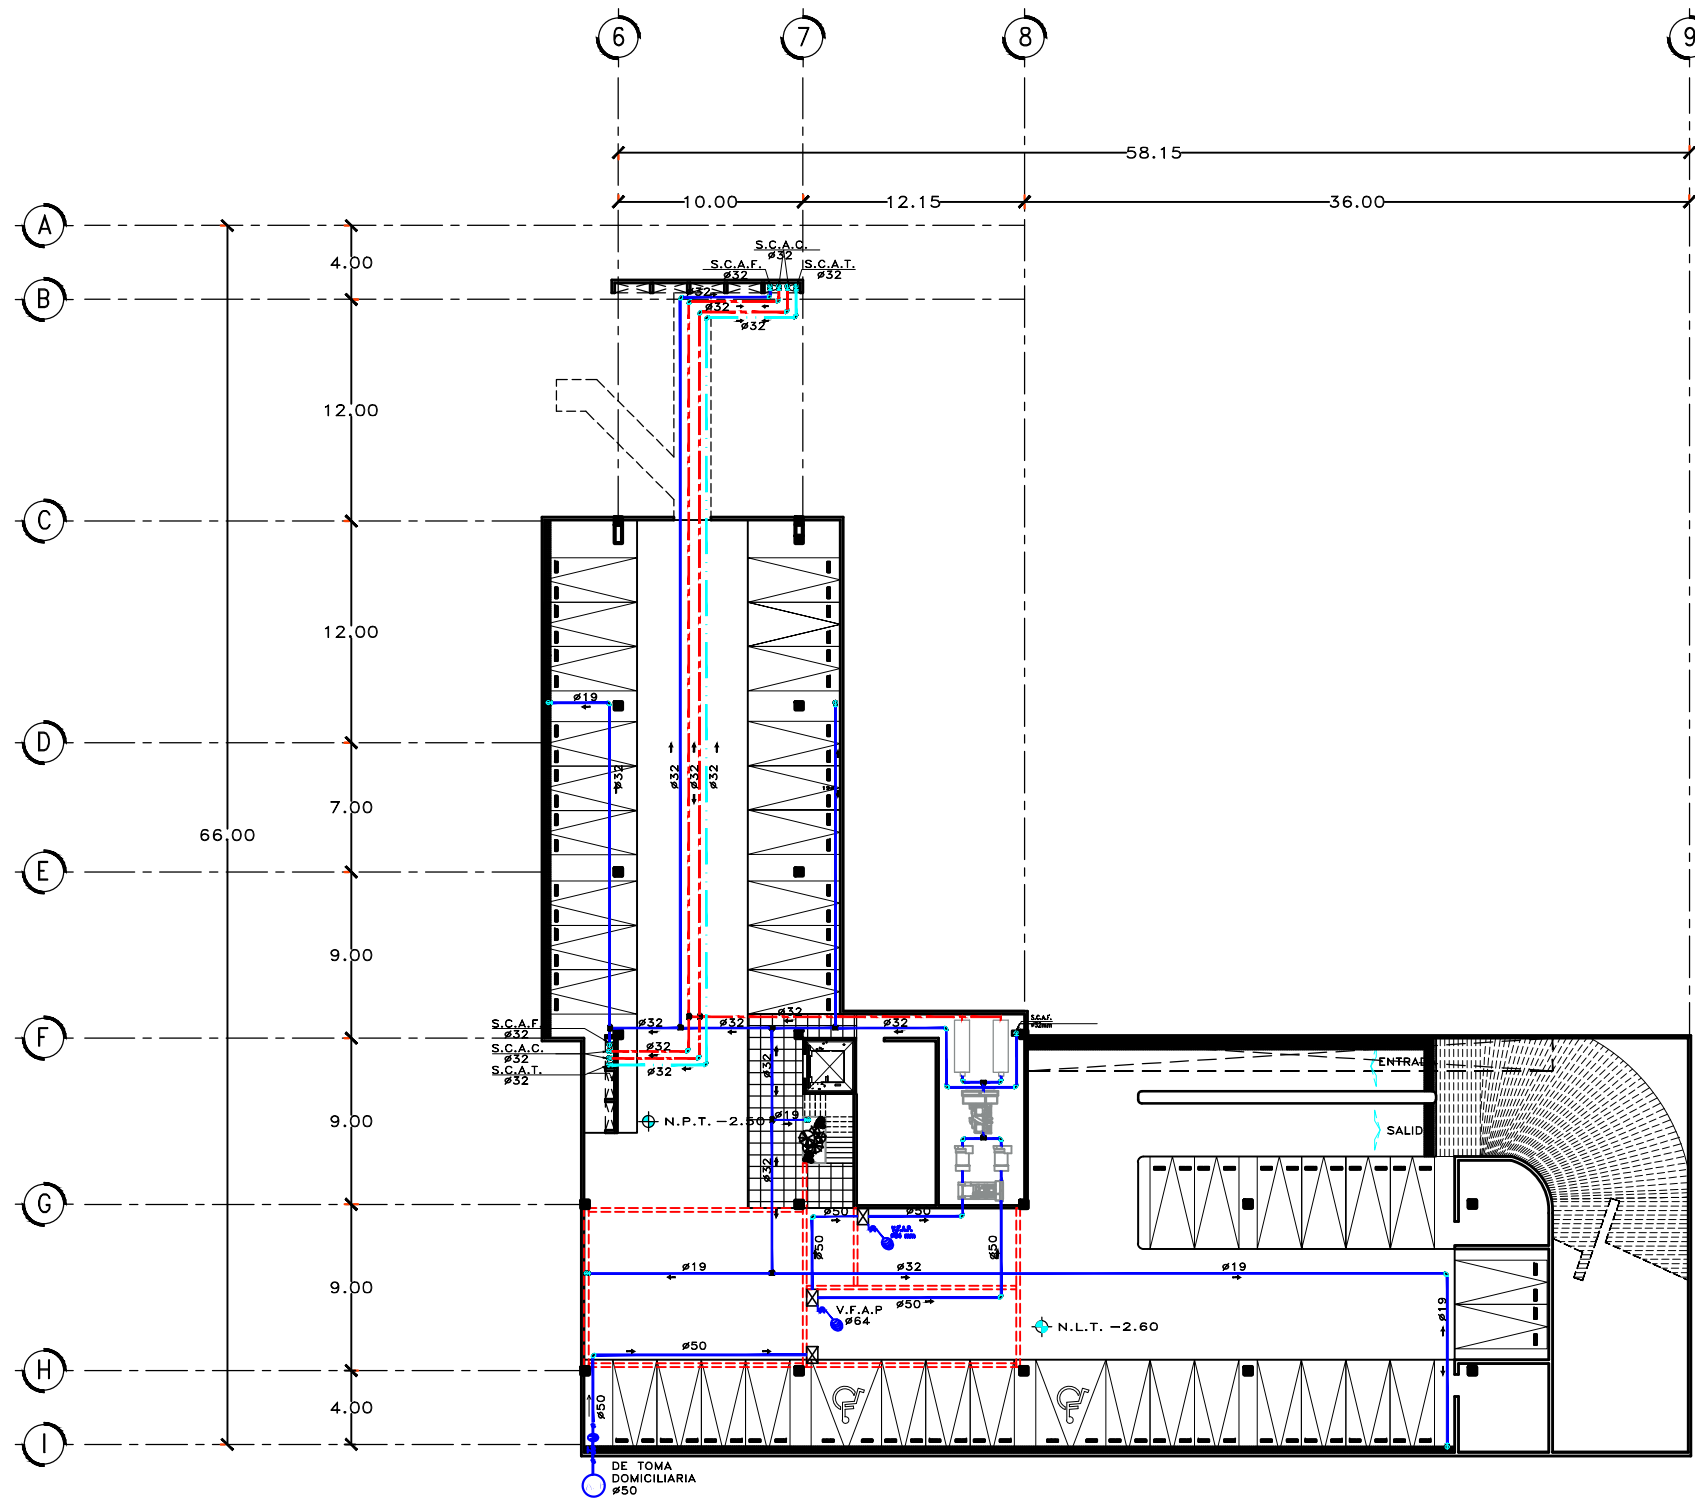 6
7
8
9
58.15
10.00
12.15
36.00
A
4.00
S.C.A.C.
ø32
S.C.A.F.
ø32
S.C.A.T.
ø32
B
ø32
ø32
ø32
12.00
C
12.00
ø19
D
ø32
ø32
ø32
ø32
7.00
66.00
E
9.00
F
S.C.A.F.
ø32
ø32
ø32
ø32
ø32
S.C.A.F.
ø32mm
S.C.A.C.
ø32
ø32
S.C.A.T.
ø32
ø32
ø32
ENTRAD
9.00
N.P.T. -2.50
ø19
SALID
ø32
G
ø50
ø50
V.F.A.F.
ø50
ø50
9.00
ø19
ø32
ø19
ø50
V.F.A.P
ø64
ø19
N.L.T. -2.60
ø50
H
4.00
ø50
I
DE TOMA
DOMICILIARIA
ø50